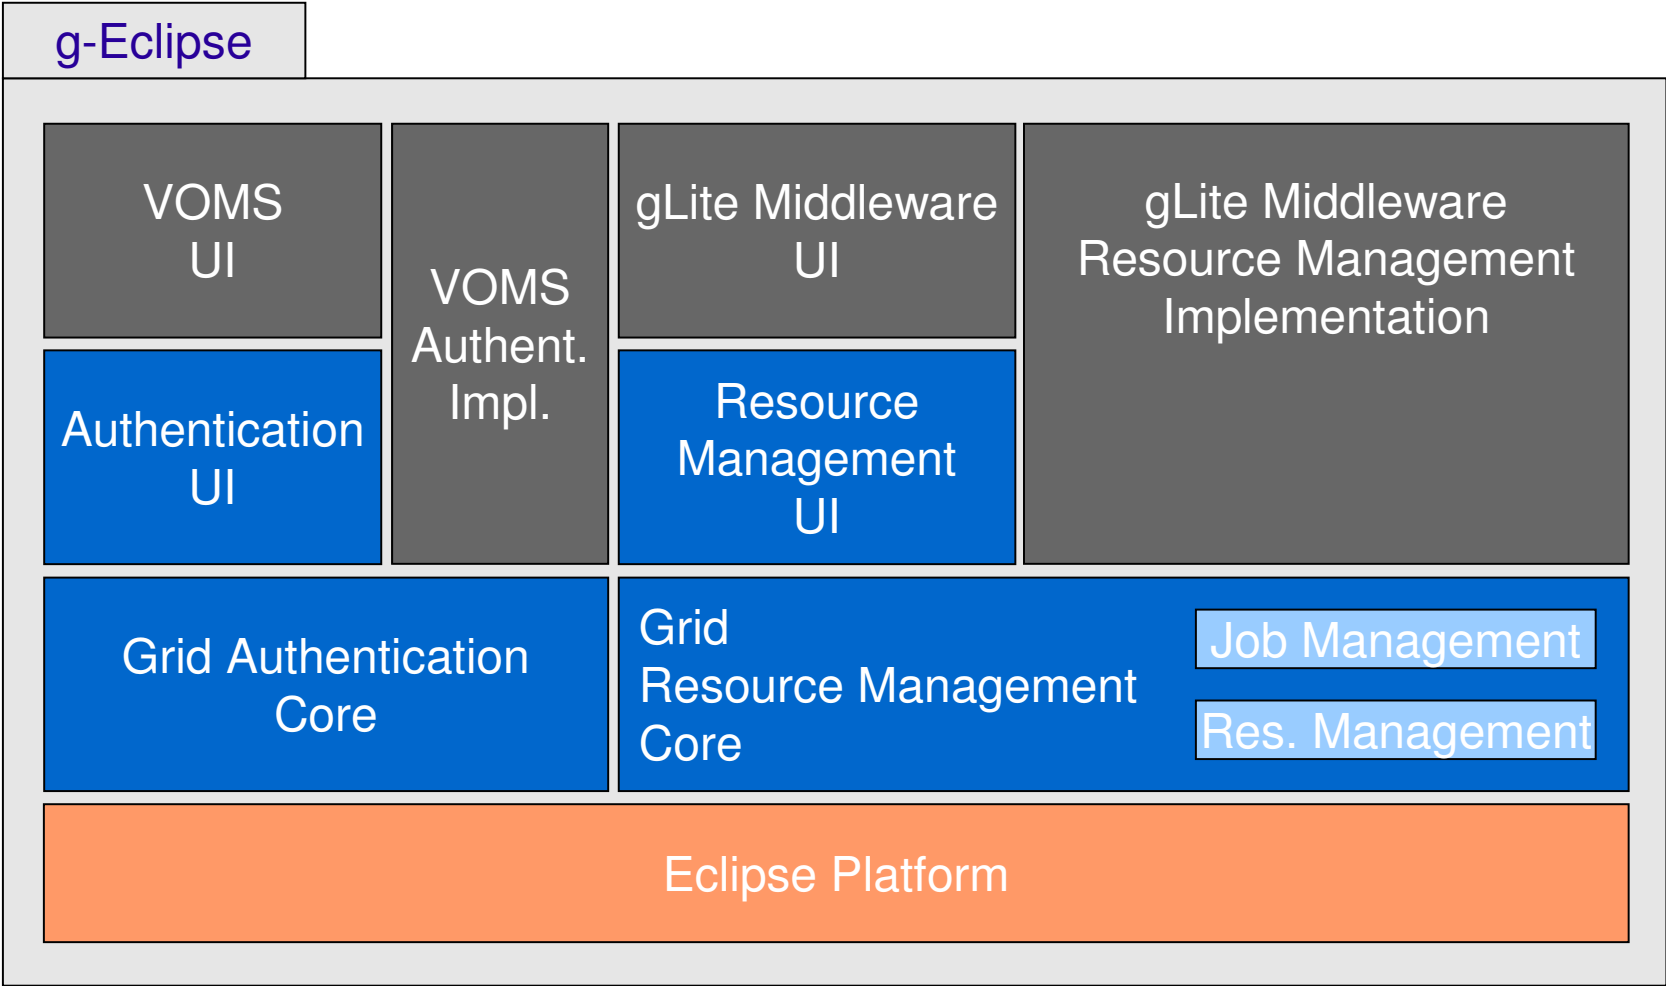 g-Eclipse
VOMS
UI
VOMS
Authent.
Impl.
gLite Middleware
UI
gLite Middleware
Resource Management
Implementation
Authentication
UI
Resource
Management
UI
Grid Authentication
Core
Grid
Resource Management
Core
Job Management
Res. Management
Eclipse Platform